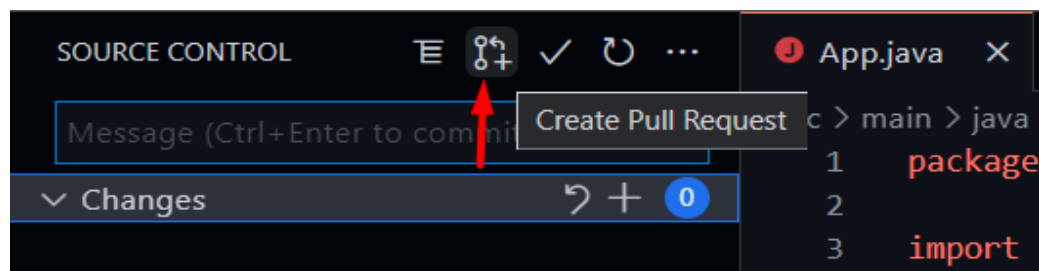 SOURCE CONTROL
App.java
Message (Ctrl+Enter to commit
Create Pull Request
c > main > java
1 package
Changes 0
2
3 import